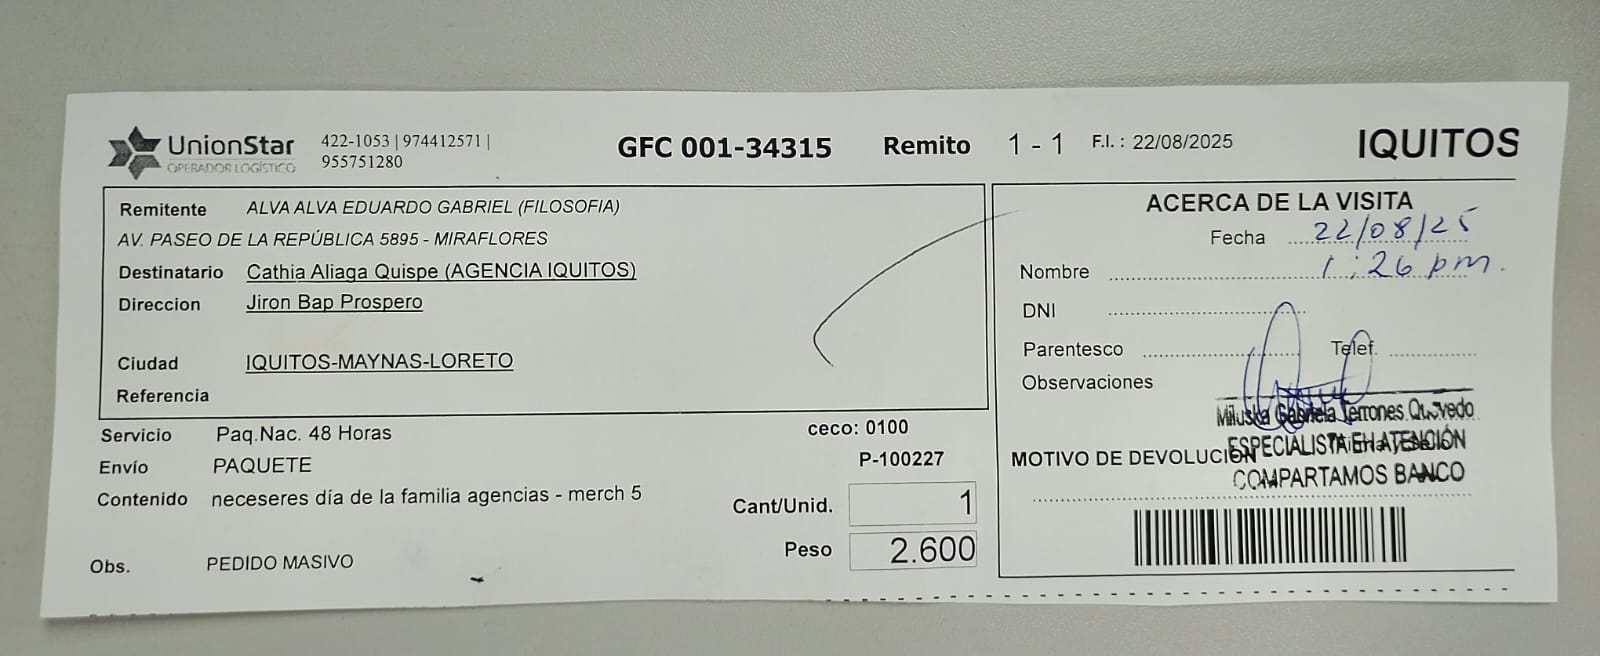 UnionStar
OPERADOR LOGÍSTICO
422-1053 | 974412571 |
955751280
GFC 001-34315 Remito 1 - 1 F.I. : 22/08/2025 IQUITOS
Remitente ALVA ALVA EDUARDO GABRIEL (FILOSOFIA)
AV. PASEO DE LA REPÚBLICA 5895 - MIRAFLORES
Destinatario Cathia Aliaga Quispe (AGENCIA IQUITOS)
Direccion Jiron Bap Prospero
Ciudad IQUITOS-MAYNAS-LORETO
Referencia
Servicio Paq.Nac. 48 Horas ceco: 0100
Envío PAQUETE P-100227
Contenido neceseres día de la familia agencias - merch 5
Cant/Unid. 1
Peso 2.600
Obs. PEDIDO MASIVO
ACERCA DE LA VISITA
Fecha 22/08/25
Nombre 1:26 pm.
DNI
Parentesco Telef.
Observaciones
Miluska Gabriela Terrones Quevedo
ESPECIALISTA EN ATENCIÓN
MOTIVO DE DEVOLUCIÓN
COMPARTAMOS BANCO